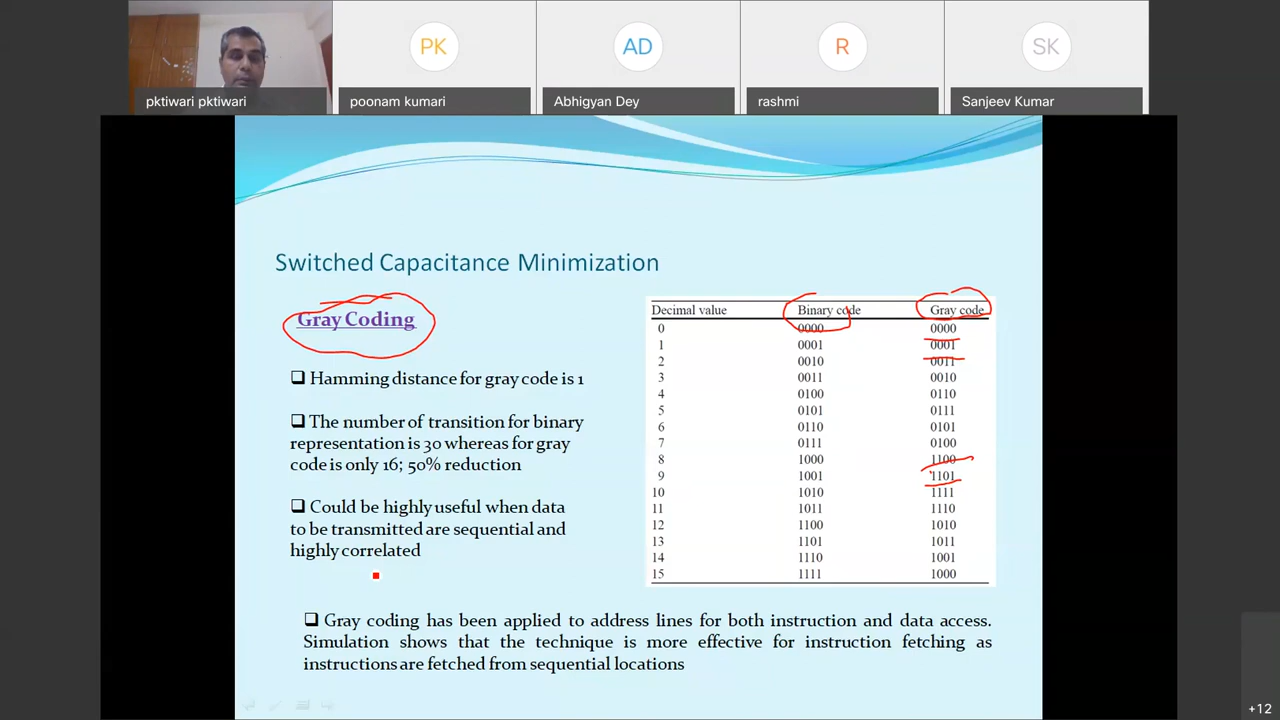 PK
AD
R
SK
pktiwari pktiwari
poonam kumari
Abhigyan Dey
rashmi
Sanjeev Kumar
Switched Capacitance Minimization
Gray Coding
❑ Hamming distance for gray code is 1
❑ The number of transition for binary
representation is 30 whereas for gray
code is only 16; 50% reduction
❑ Could be highly useful when data
to be transmitted are sequential and
highly correlated
Decimal value Binary code Gray code
0 0000 0000
1 0001 0001
2 0010 0011
3 0011 0010
4 0100 0110
5 0101 0111
6 0110 0101
7 0111 0100
8 1000 1100
9 1001 1101
10 1010 1111
11 1011 1110
12 1100 1010
13 1101 1011
14 1110 1001
15 1111 1000
❑ Gray coding has been applied to address lines for both instruction and data access.
Simulation shows that the technique is more effective for instruction fetching as
instructions are fetched from sequential locations
+12